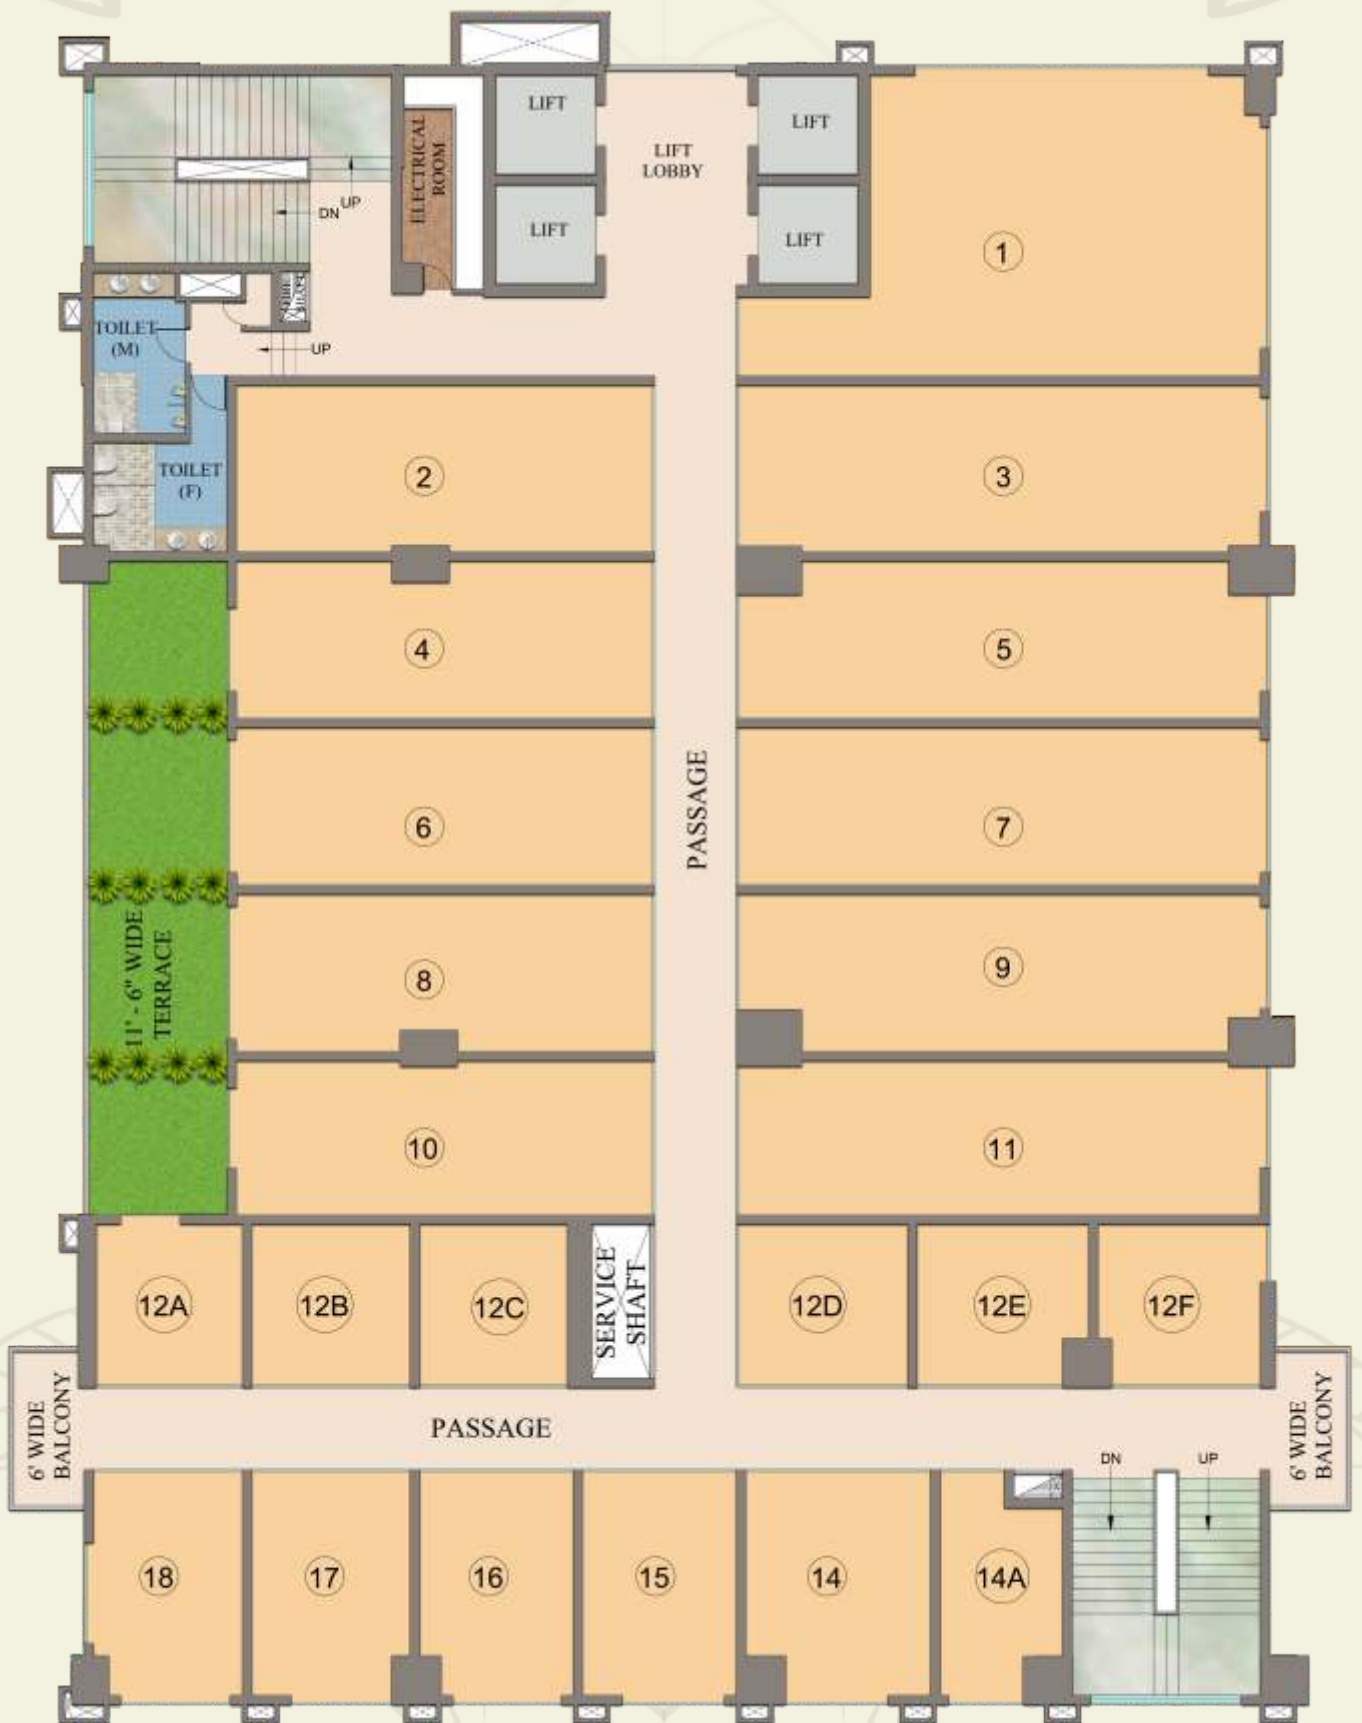 LIFT
LIFT
LIFT
LOBBY
ELECTRICAL
ROOM
UP
DN
LIFT
LIFT
1
TOILET
(M)
UP
2
3
TOILET
(F)
4
5
6
7
PASSAGE
11' - 6" WIDE
TERRACE
8
9
10
11
12A
12B
12C
SERVICE
SHAFT
12D
12E
12F
6' WIDE
BALCONY
PASSAGE
6' WIDE
BALCONY
DN
UP
18
17
16
15
14
14A